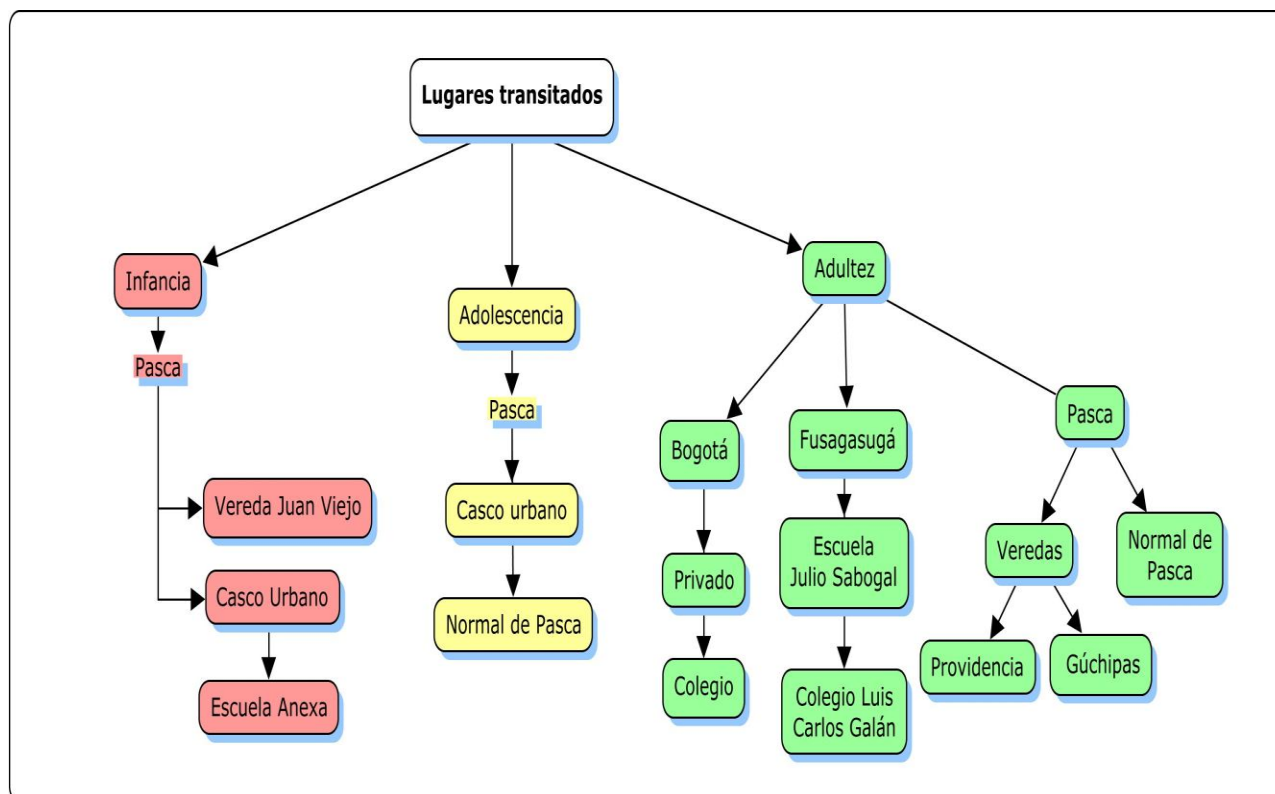 Lugares transitados
Infancia
Pasca
Vereda Juan Viejo
Casco Urbano
Escuela Anexa
Adolescencia
Pasca
Casco urbano
Normal de Pasca
Adultez
Bogotá
Privado
Colegio
Fusagasugá
Escuela
Julio Sabogal
Colegio Luis
Carlos Galán
Pasca
Veredas
Providencia
Gúchipas
Normal de
Pasca